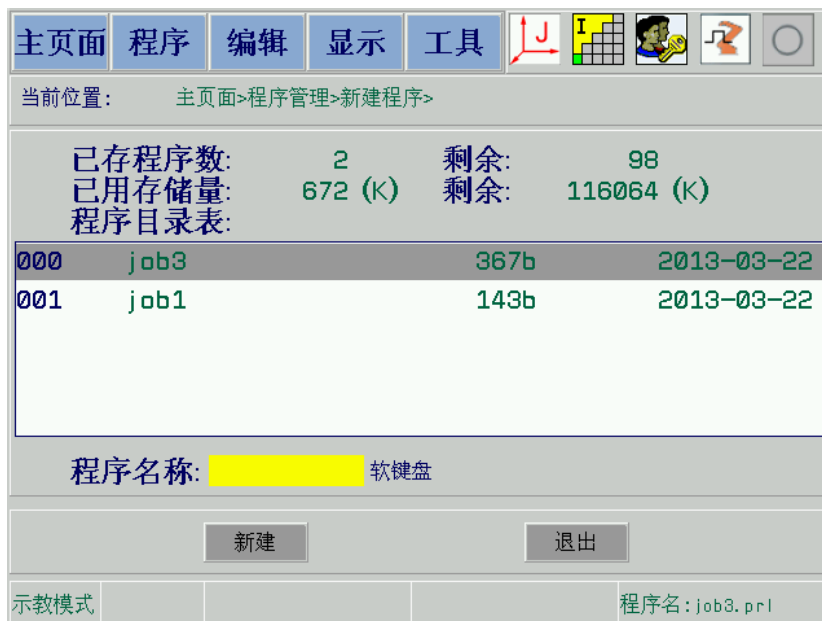 主页面 程序 编辑 显示 工具 J I
当前位置: 主页面>程序管理>新建程序>
已存程序数: 2 剩余: 98
已用存储量: 672 (K) 剩余: 116064 (K)
程序目录表:
000 job3 367b 2013-03-22
001 job1 143b 2013-03-22
程序名称: 软键盘
新建 退出
示教模式 程序名:job3.prl